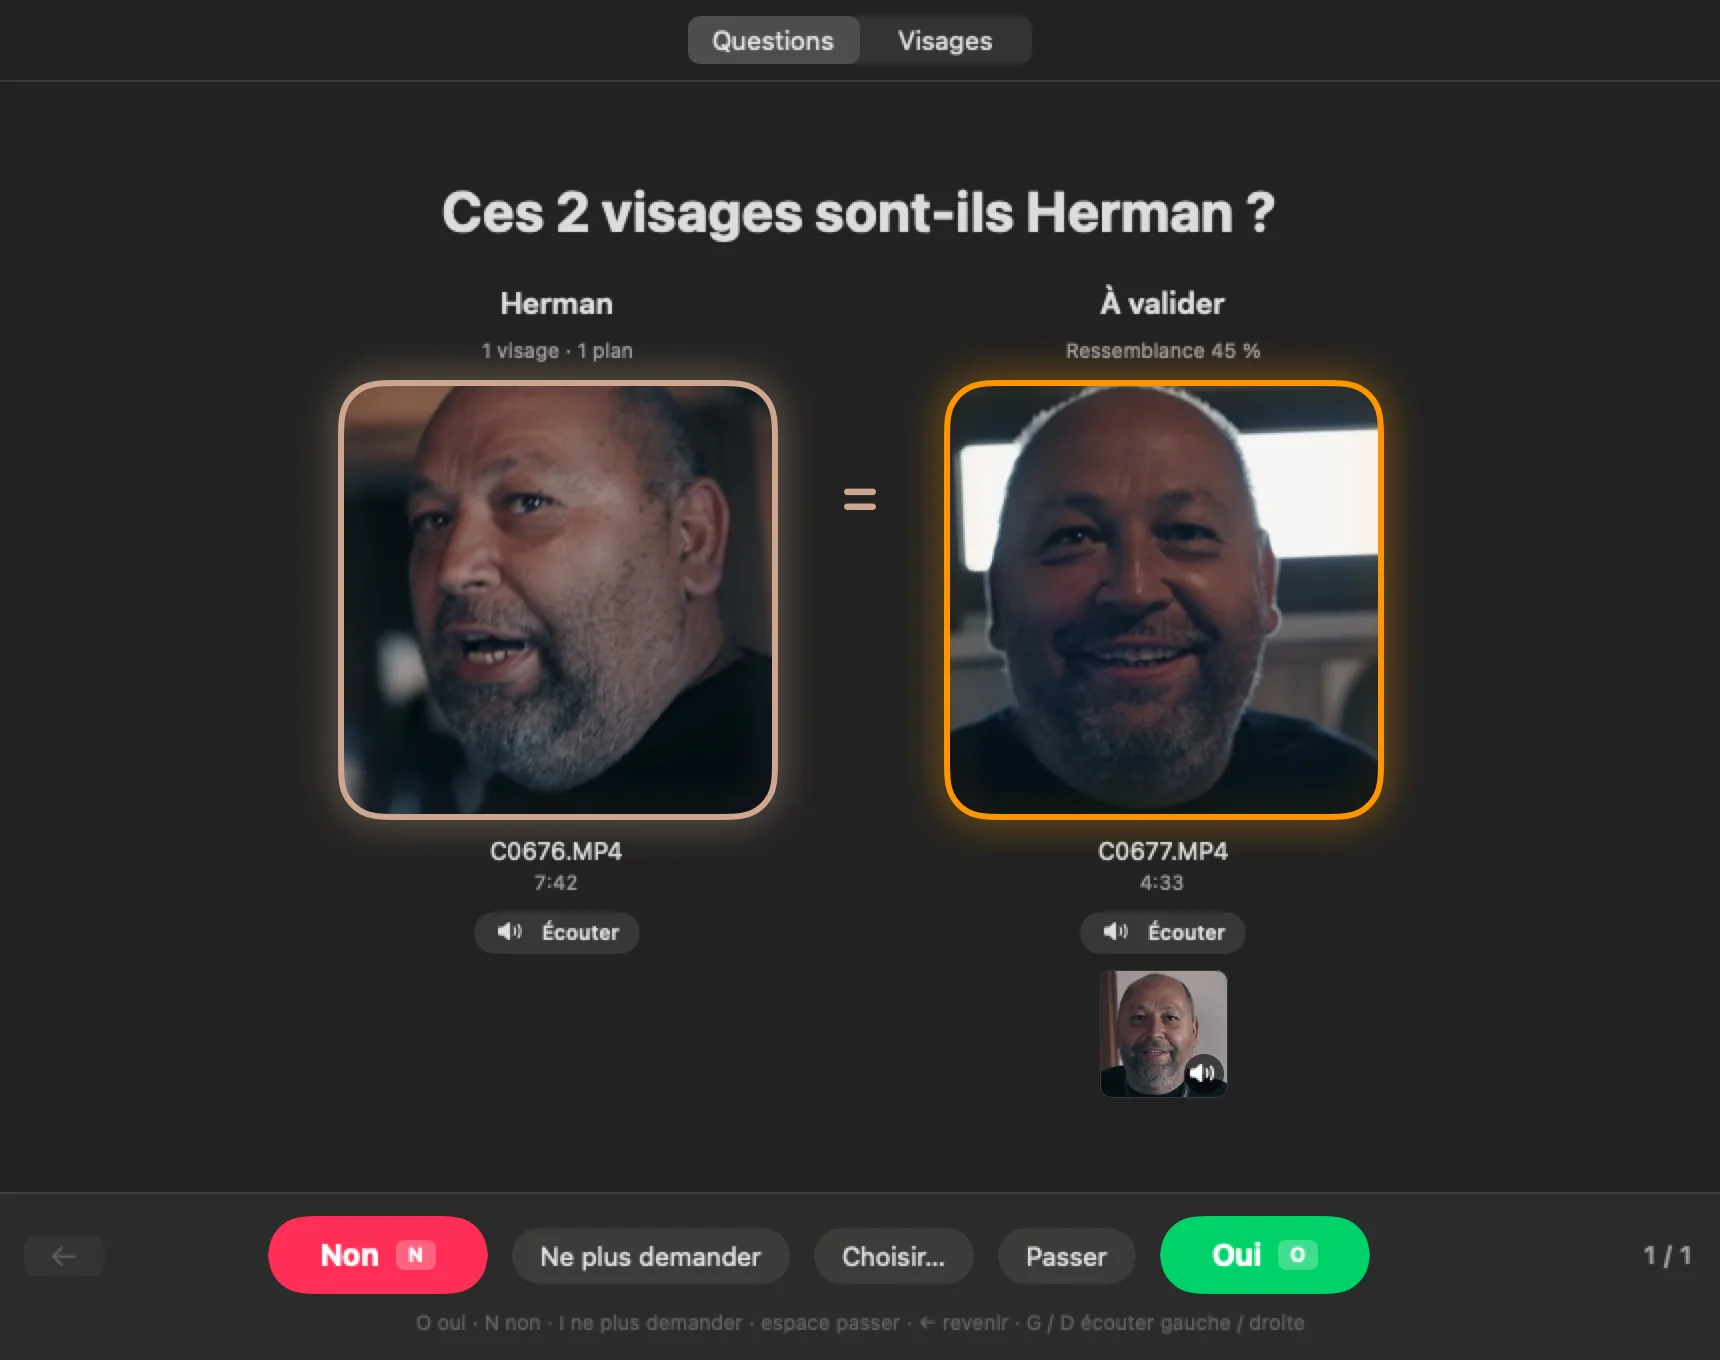 Questions
Visages
Ces 2 visages sont-ils Herman ?
Herman
1 visage · 1 plan
À valider
Ressemblance 45 %
=
C0676.MP4
7:42
Écouter
C0677.MP4
4:33
Écouter
←
Non N
Ne plus demander
Choisir...
Passer
Oui O
1 / 1
O oui · N non · I ne plus demander · espace passer · ← revenir · G / D écouter gauche / droite